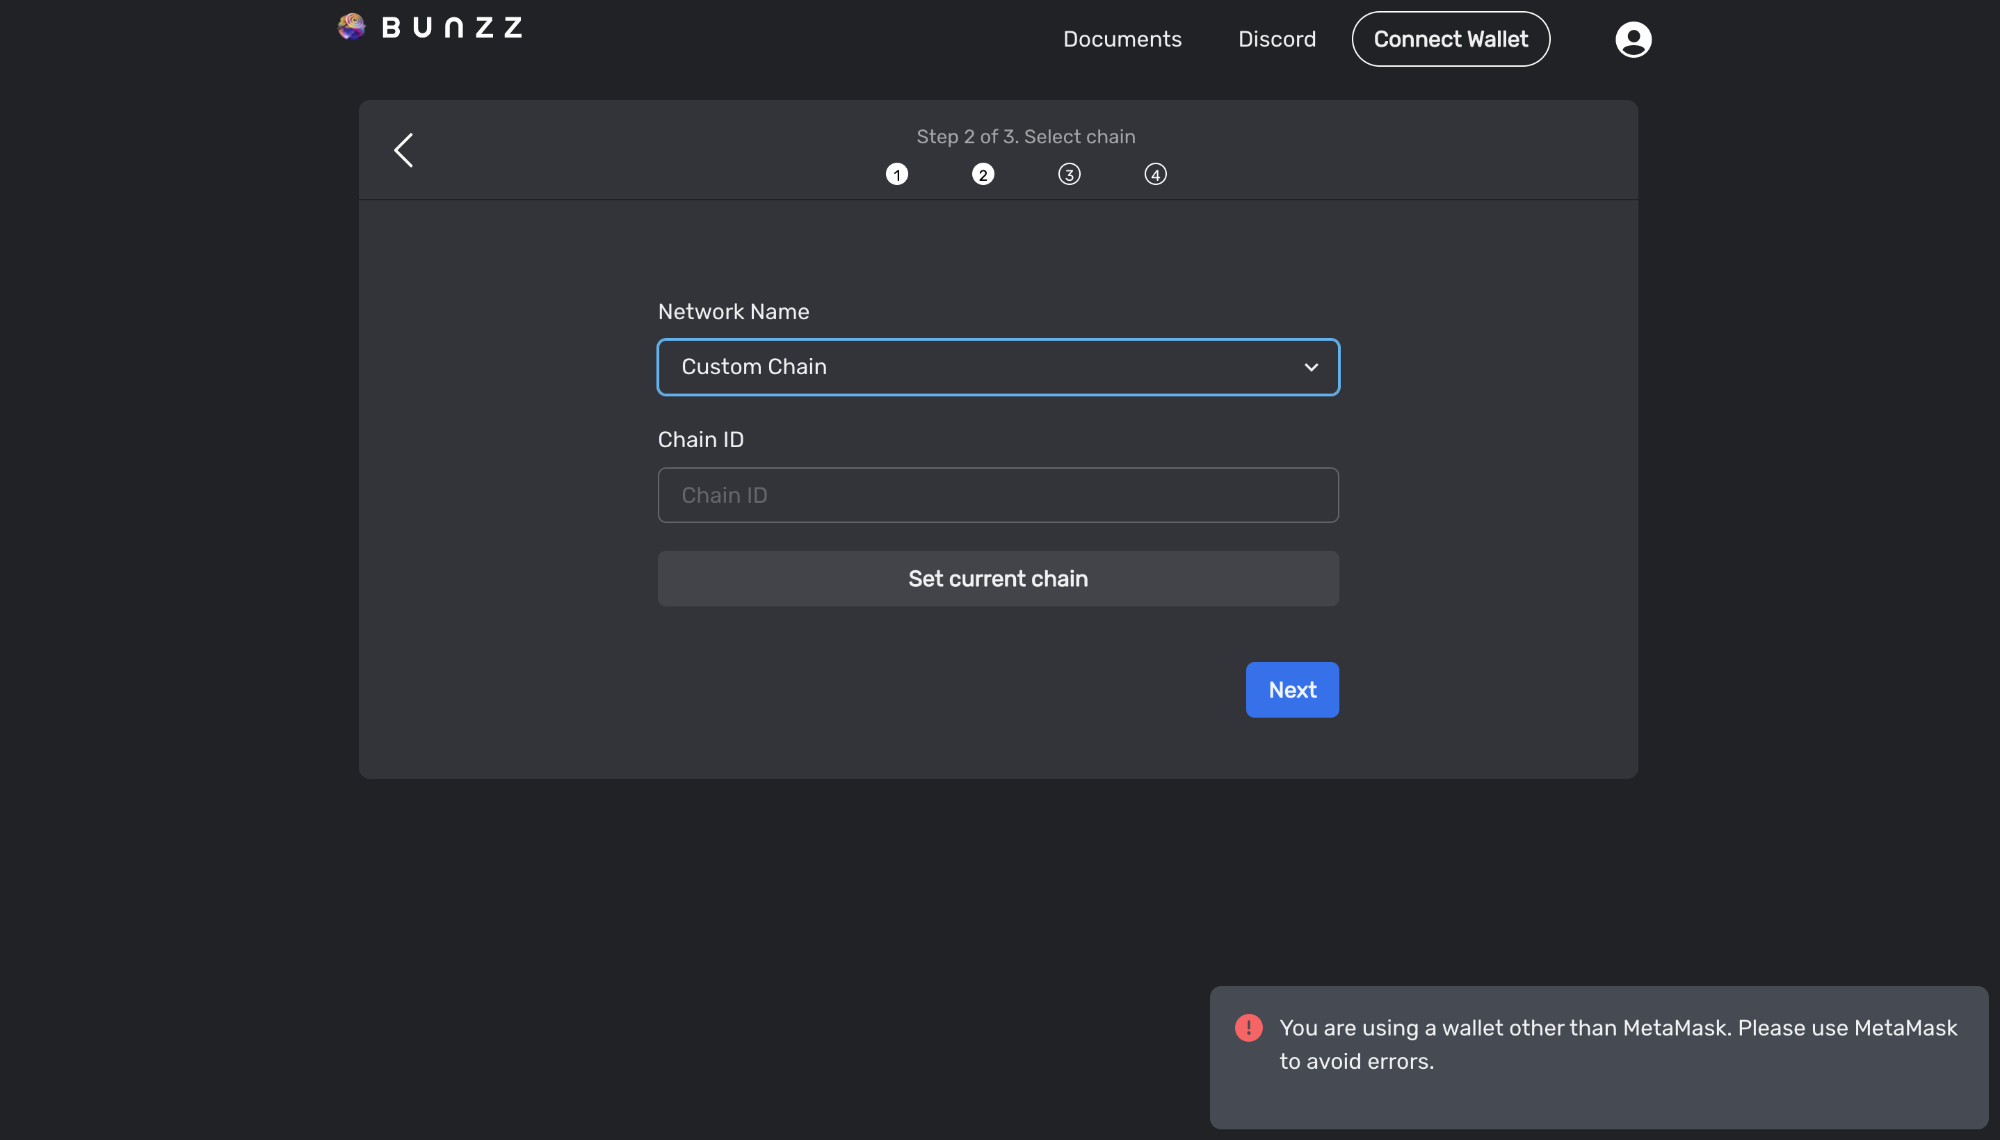 BUNZZ
Documents
Discord
Connect Wallet
Step 2 of 3. Select chain
1
2
3
4
Network Name
Custom Chain
Chain ID
Chain ID
Set current chain
Next
You are using a wallet other than MetaMask. Please use MetaMask
to avoid errors.